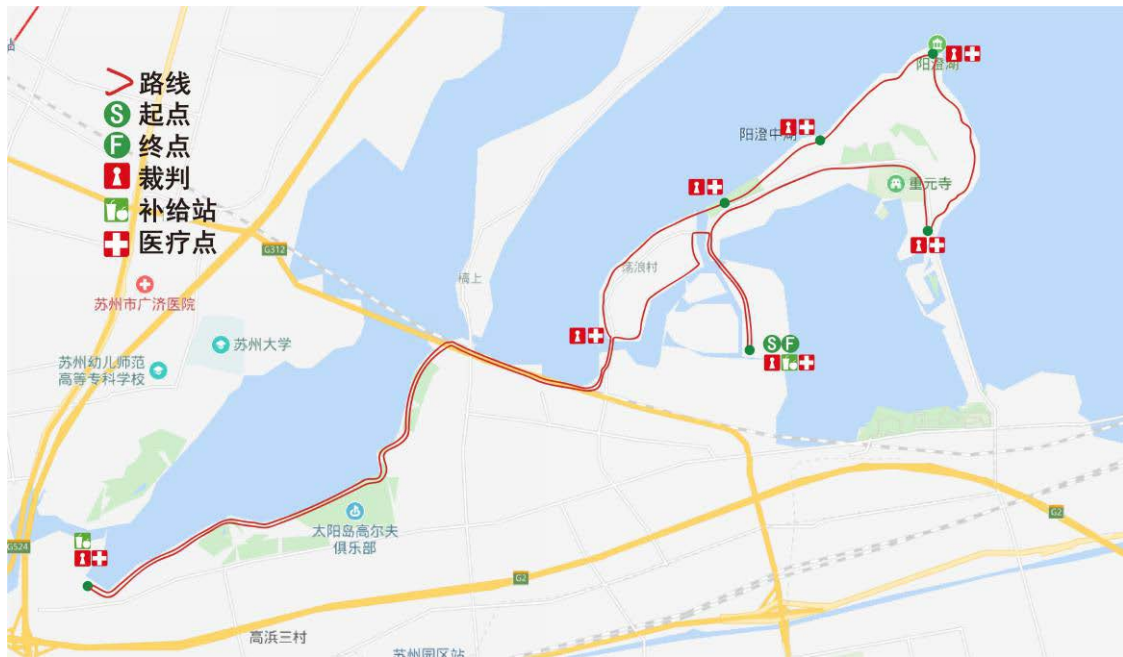 站
路线
S 起点
F 终点
裁判
补给站
医疗点
阳澄湖
阳澄中湖
重元寺
G312
荡浪村
槁上
苏州市广济医院
苏州大学
苏州幼儿师范
高等专科学校
S F
太阳岛高尔夫
俱乐部
G2
G524
G2
高浜三村
苏州园区站